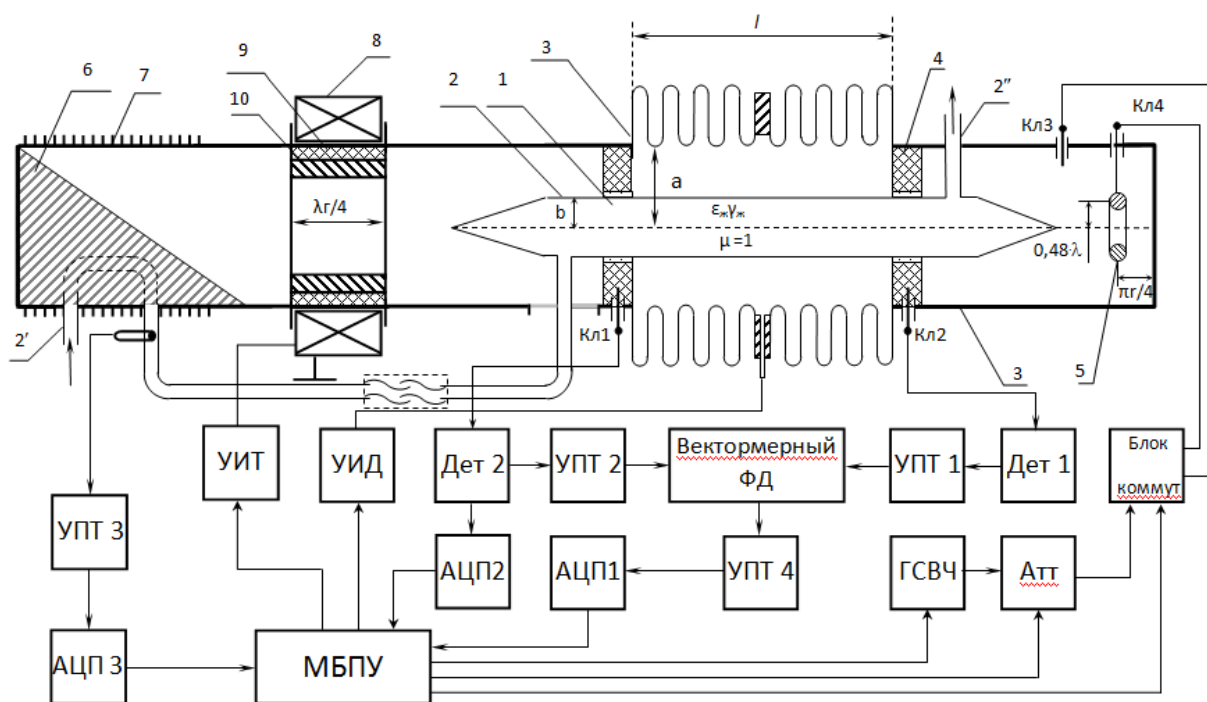 l
8
9
3
4
6
7
2
1
2″
Кл4
10
Кл3
a
λг/4
b
εжγж
μ =1
0,48·λ
πг/4
Кл1
Кл2
2′
5
3
УИТ
УИД
Дет 2
УПТ 2
Вектормерный
ФД
УПТ 1
Дет 1
Блок
коммут
УПТ 3
АЦП2
АЦП1
УПТ 4
ГСВЧ
Атт
АЦП 3
МБПУ